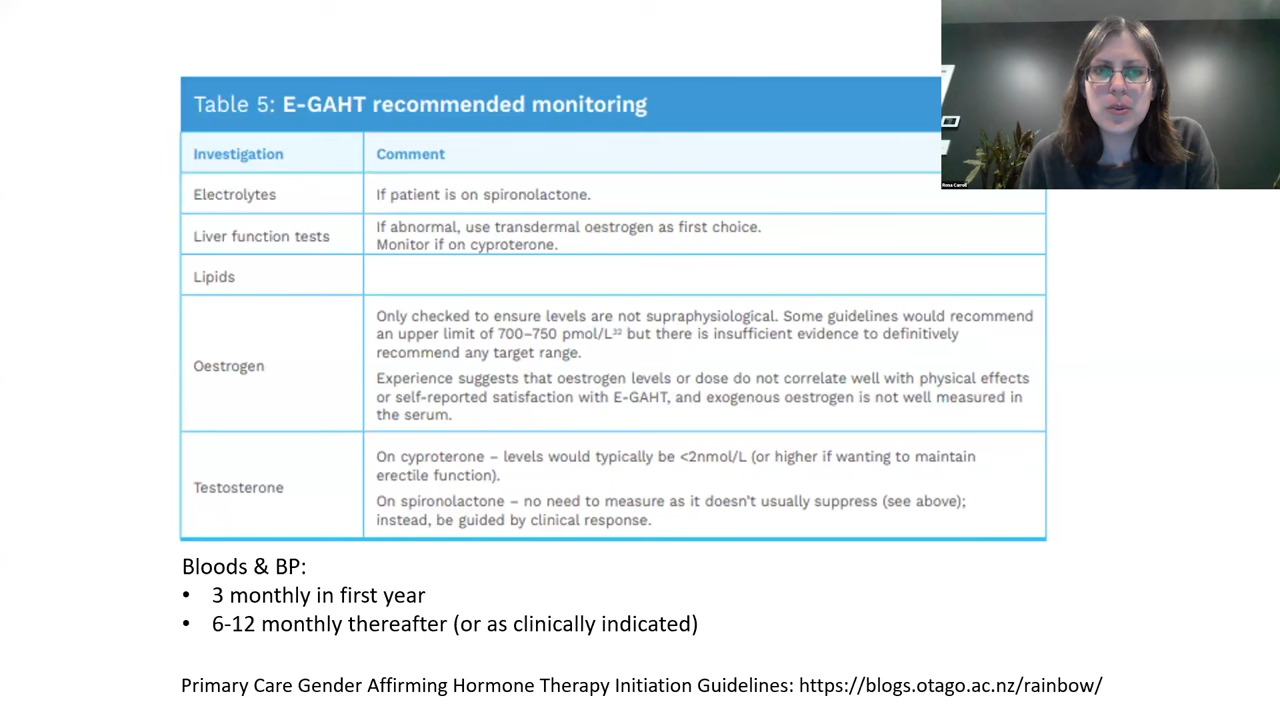 Table 5: E-GAHT recommended monitoring
Investigation
Comment
Electrolytes
If patient is on spironolactone.
Liver function tests
If abnormal, use transdermal oestrogen as first choice.
Monitor if on cyproterone.
Lipids
Oestrogen
Only checked to ensure levels are not supraphysiological. Some guidelines would recommend
an upper limit of 700–750 pmol/L³² but there is insufficient evidence to definitively
recommend any target range.
Experience suggests that oestrogen levels or dose do not correlate well with physical effects
or self-reported satisfaction with E-GAHT, and exogenous oestrogen is not well measured in
the serum.
Testosterone
On cyproterone – levels would typically be <2nmol/L (or higher if wanting to maintain
erectile function).
On spironolactone – no need to measure as it doesn't usually suppress (see above);
instead, be guided by clinical response.
Bloods & BP:
• 3 monthly in first year
• 6-12 monthly thereafter (or as clinically indicated)
Primary Care Gender Affirming Hormone Therapy Initiation Guidelines: https://blogs.otago.ac.nz/rainbow/